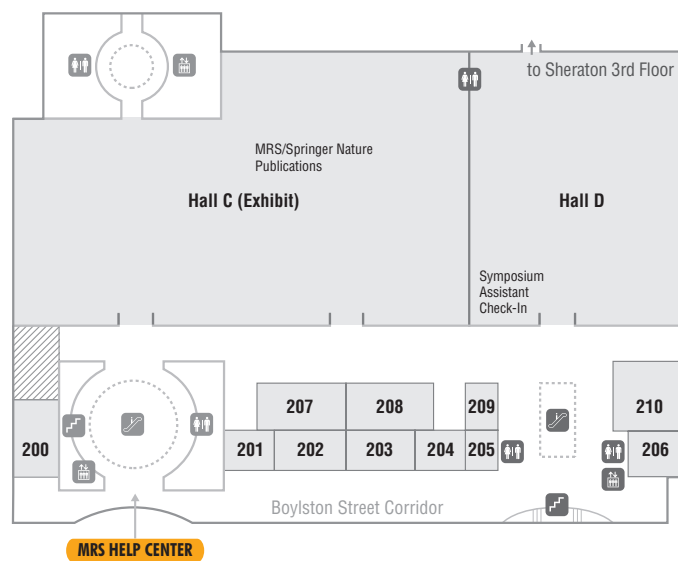 to Sheraton 3rd Floor
MRS/Springer Nature
Publications
Hall C (Exhibit)
Hall D
Symposium
Assistant
Check-In
207
208
209
210
200
201
202
203
204
205
206
Boylston Street Corridor
MRS HELP CENTER